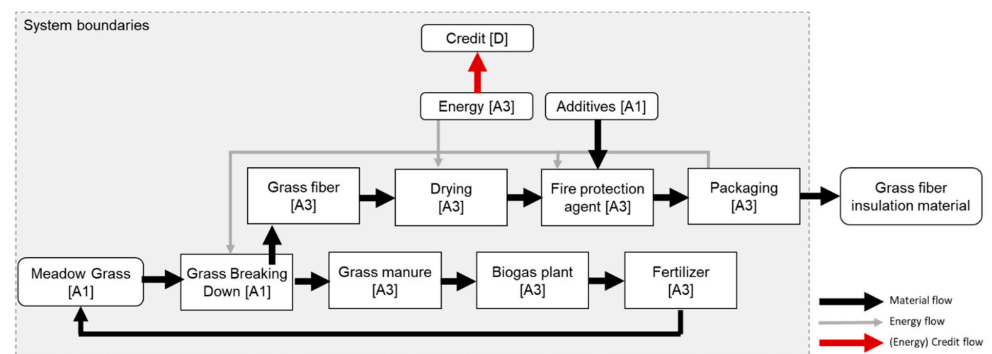 System boundaries
Credit [D]
Energy [A3]
Additives [A1]
Grass fiber
[A3]
Drying
[A3]
Fire protection
agent [A3]
Packaging
[A3]
Grass fiber
insulation material
Meadow Grass
[A1]
Grass Breaking
Down [A1]
Grass manure
[A3]
Biogas plant
[A3]
Fertilizer
[A3]
Material flow
Energy flow
(Energy) Credit flow